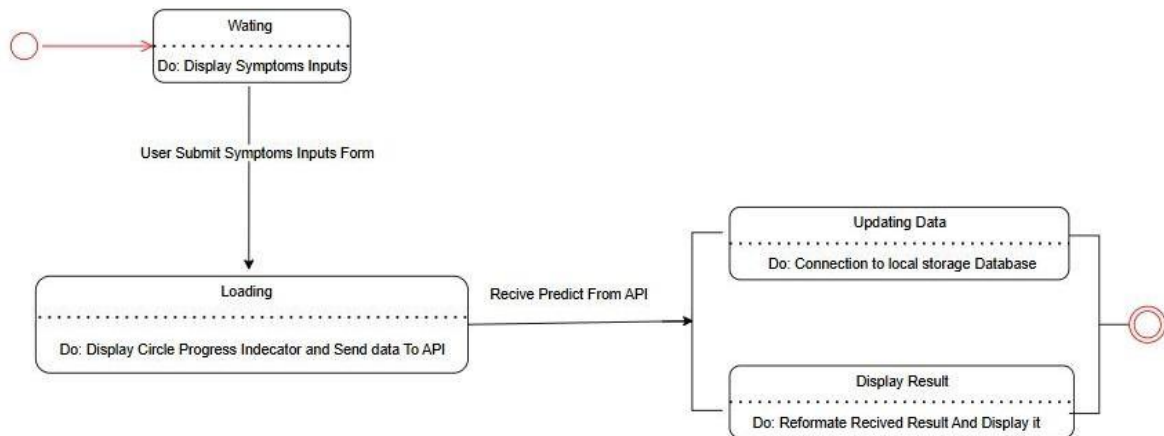 Wating
Do: Display Symptoms Inputs
User Submit Symptoms Inputs Form
Loading
Do: Display Circle Progress Indecator and Send data To API
Recive Predict From API
Updating Data
Do: Connection to local storage Database
Display Result
Do: Reformate Recived Result And Display it